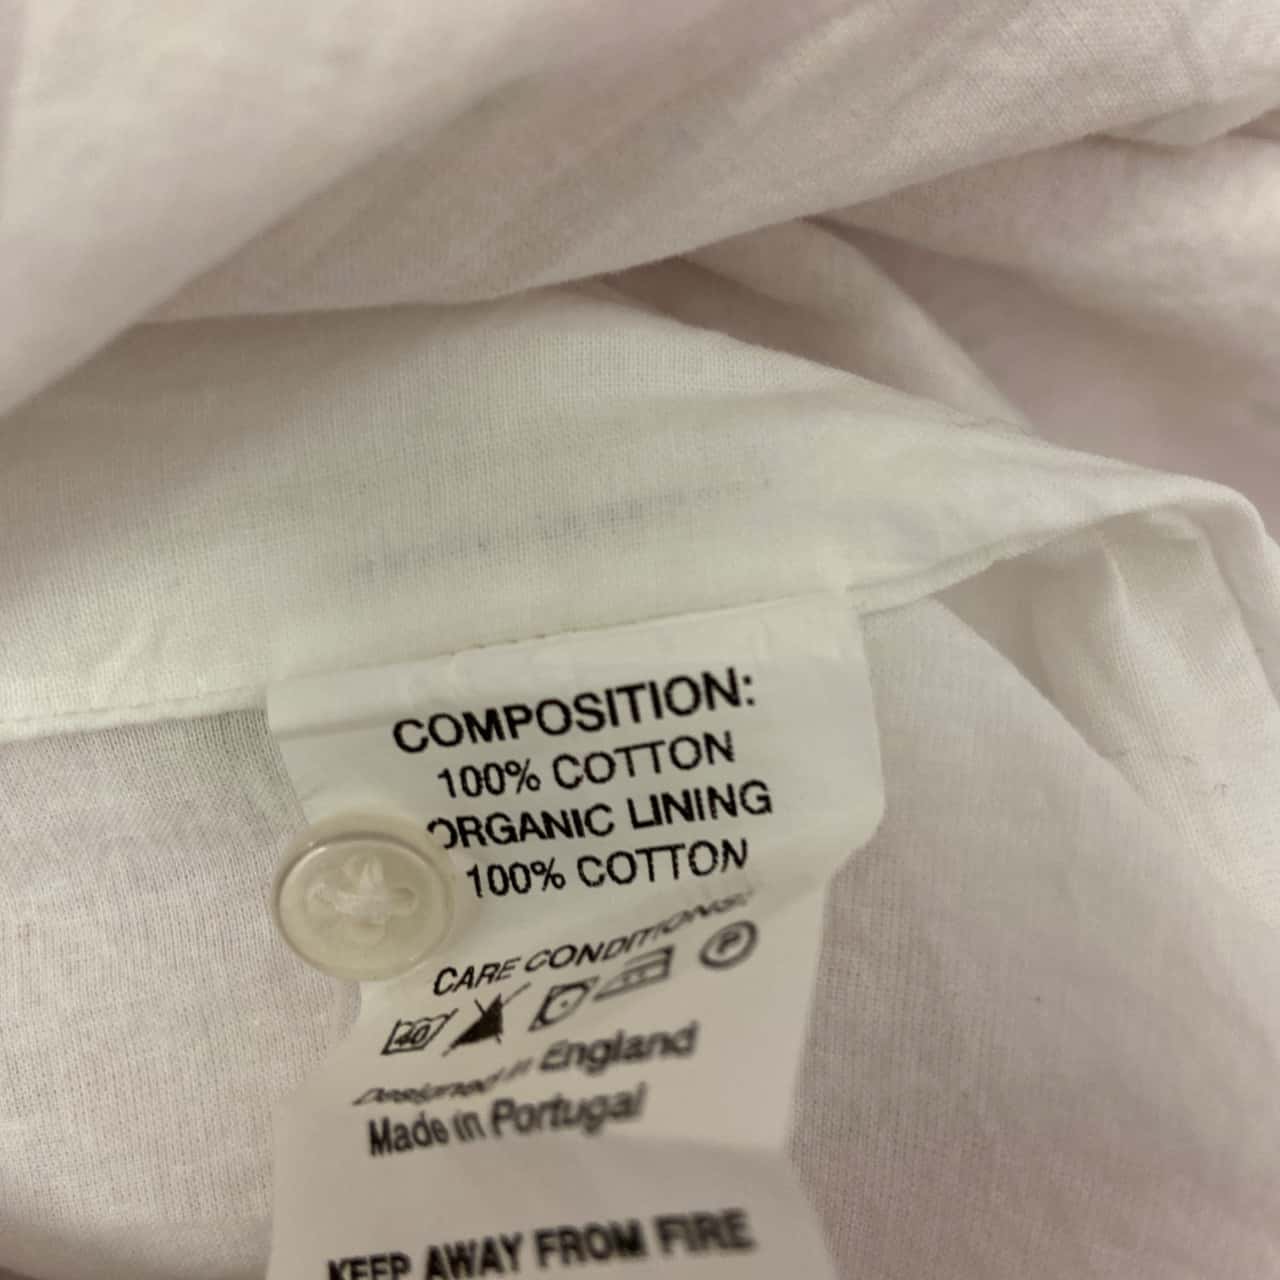 COMPOSITION:
100% COTTON
ORGANIC LINING
100% COTTON
CARE CONDITIONS:
40 P
Designed in England
Made in Portugal
KEEP AWAY FROM FIRE